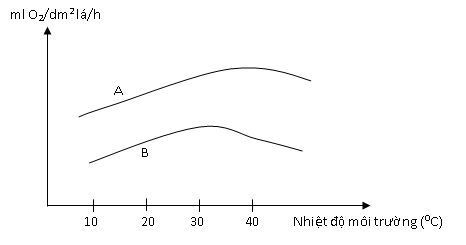 ml O₂/dm²lá/h
A
B
10 20 30 40 Nhiệt độ môi trường (⁰C)